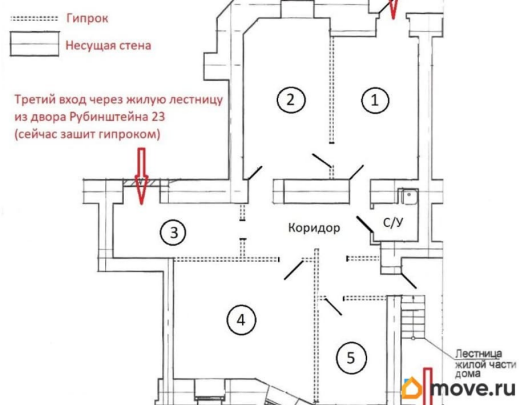 Гипрок
Несущая стена
Третий вход через жилую лестницу
из двора Рубинштейна 23
(сейчас зашит гипроком)
2
1
3
Коридор
С/У
4
5
Лестница
жилой части
дома
move.ru